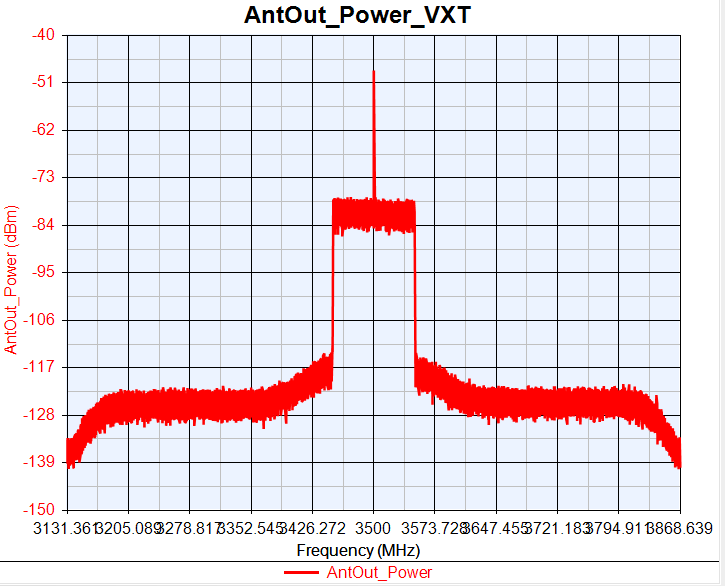 AntOut_Power_VXT
-40
-51
-62
-73
-84
-95
-106
-117
-128
-139
-150
AntOut_Power (dBm)
3131.361 3205.089 3278.817 3352.545 3426.272 3500 3573.728 3647.455 3721.183 3794.911 3868.639
Frequency (MHz)
AntOut_Power